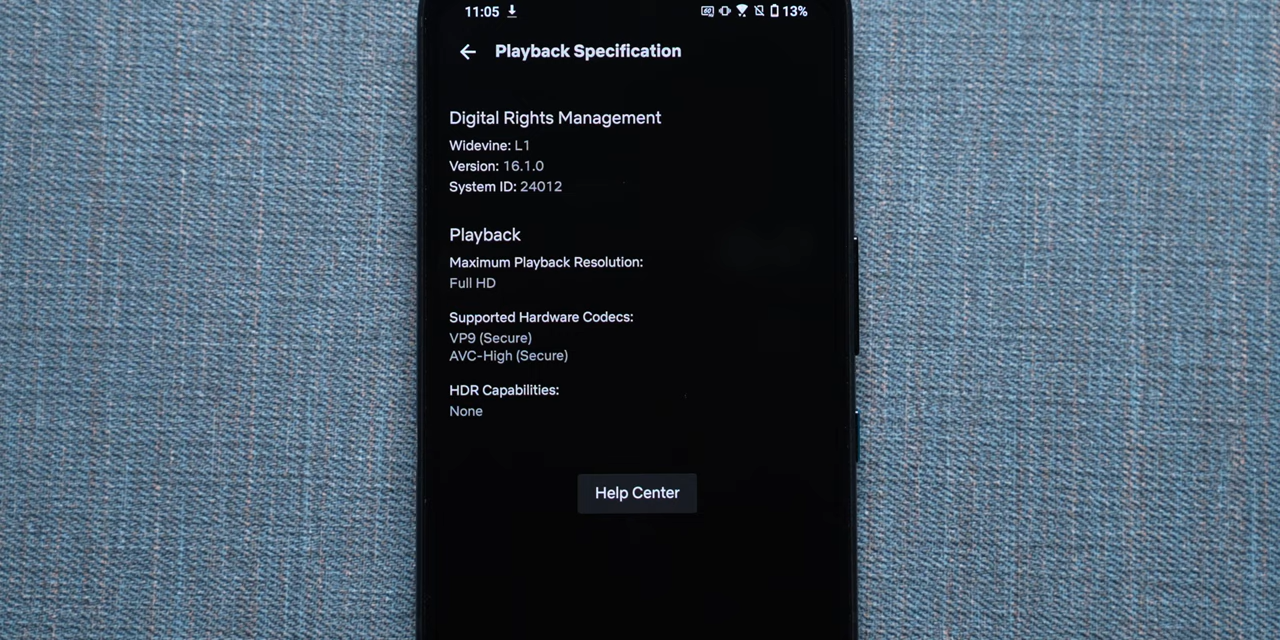 11:05 13%
Playback Specification
Digital Rights Management
Widevine: L1
Version: 16.1.0
System ID: 24012
Playback
Maximum Playback Resolution:
Full HD
Supported Hardware Codecs:
VP9 (Secure)
AVC-High (Secure)
HDR Capabilities:
None
Help Center